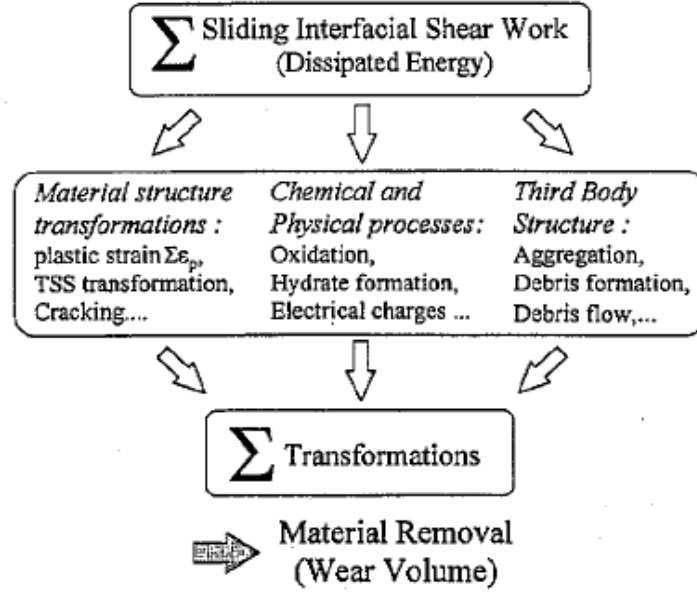 ∑ Sliding Interfacial Shear Work
(Dissipated Energy)
Material structure
transformations :
plastic strain Σεp,
TSS transformation,
Cracking....
Chemical and
Physical processes:
Oxidation,
Hydrate formation,
Electrical charges ...
Third Body
Structure :
Aggregation,
Debris formation,
Debris flow,...
∑ Transformations
Material Removal
(Wear Volume)